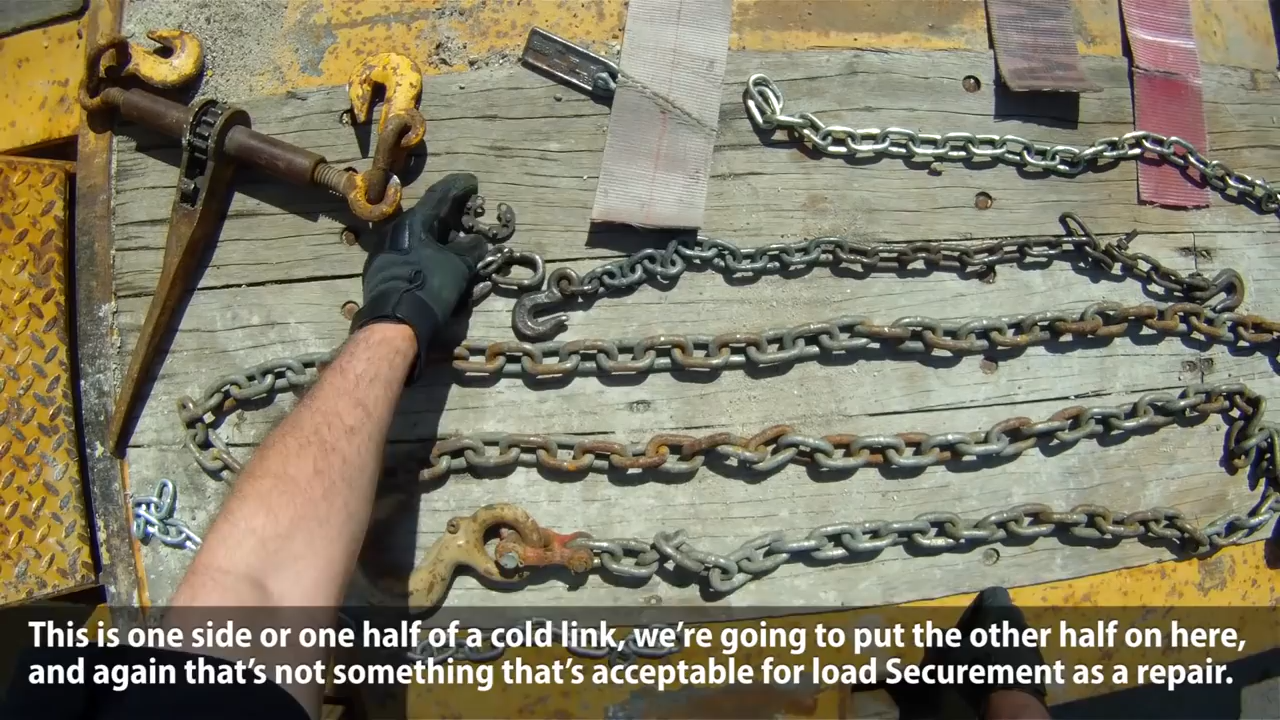 This is one side or one half of a cold link, we're going to put the other half on here,
and again that's not something that's acceptable for load Securement as a repair.